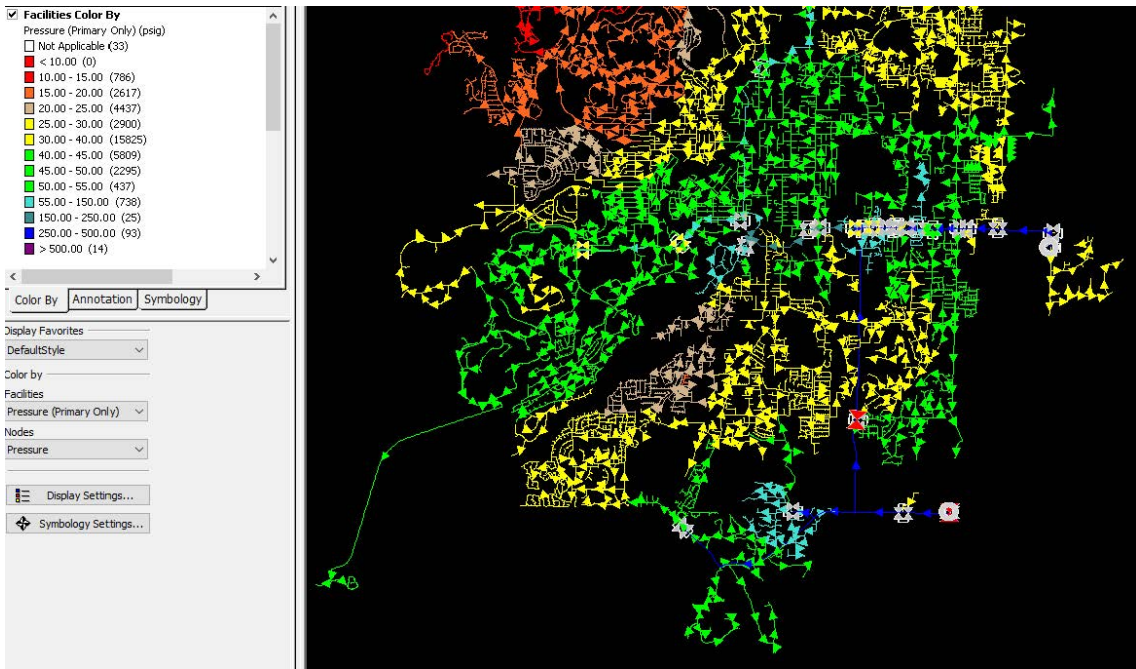 Facilities Color By
Pressure (Primary Only) (psig)
Not Applicable (33)
< 10.00 (0)
10.00 - 15.00 (786)
15.00 - 20.00 (2617)
20.00 - 25.00 (4437)
25.00 - 30.00 (2900)
30.00 - 40.00 (15825)
40.00 - 45.00 (5809)
45.00 - 50.00 (2295)
50.00 - 55.00 (437)
55.00 - 150.00 (738)
150.00 - 250.00 (25)
250.00 - 500.00 (93)
> 500.00 (14)
Color By Annotation Symbology
Display Favorites
DefaultStyle
Color by
Facilities
Pressure (Primary Only)
Nodes
Pressure
Display Settings...
Symbology Settings...